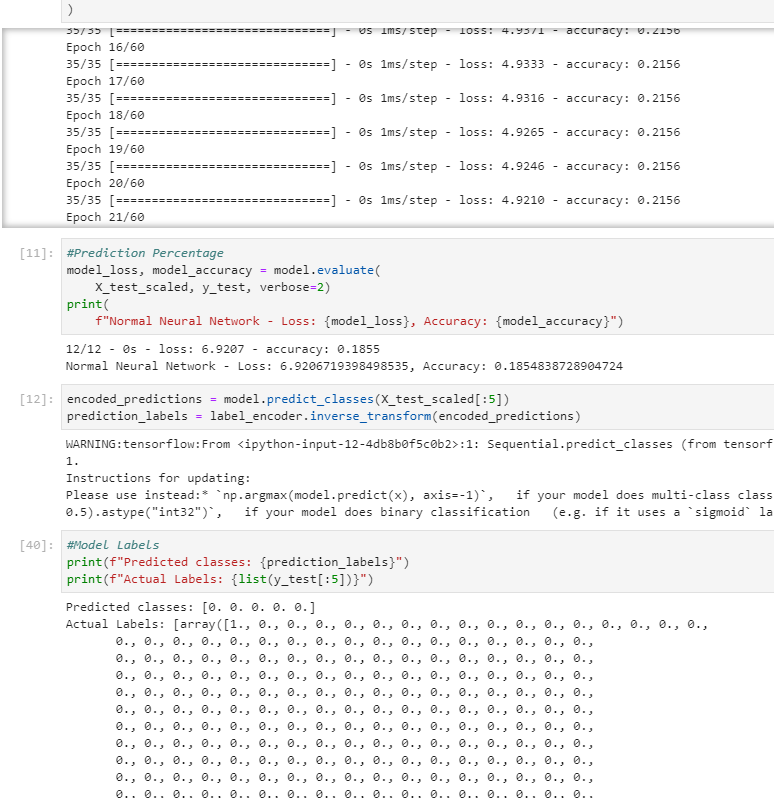 )
35/35 [==============================] - 0s 1ms/step - loss: 4.9371 - accuracy: 0.2156
Epoch 16/60
35/35 [==============================] - 0s 1ms/step - loss: 4.9333 - accuracy: 0.2156
Epoch 17/60
35/35 [==============================] - 0s 1ms/step - loss: 4.9316 - accuracy: 0.2156
Epoch 18/60
35/35 [==============================] - 0s 1ms/step - loss: 4.9265 - accuracy: 0.2156
Epoch 19/60
35/35 [==============================] - 0s 1ms/step - loss: 4.9246 - accuracy: 0.2156
Epoch 20/60
35/35 [==============================] - 0s 1ms/step - loss: 4.9210 - accuracy: 0.2156
Epoch 21/60
[11]: #Prediction Percentage
model_loss, model_accuracy = model.evaluate(
    X_test_scaled, y_test, verbose=2)
print(
    f"Normal Neural Network - Loss: {model_loss}, Accuracy: {model_accuracy}")
12/12 - 0s - loss: 6.9207 - accuracy: 0.1855
Normal Neural Network - Loss: 6.9206719398498535, Accuracy: 0.1854838728904724
[12]: encoded_predictions = model.predict_classes(X_test_scaled[:5])
prediction_labels = label_encoder.inverse_transform(encoded_predictions)
WARNING:tensorflow:From <ipython-input-12-4db8b0f5c0b2>:1: Sequential.predict_classes (from tensorf
1.
Instructions for updating:
Please use instead:* `np.argmax(model.predict(x), axis=-1)`,   if your model does multi-class class
0.5).astype("int32")`,   if your model does binary classification   (e.g. if it uses a `sigmoid` la
[40]: #Model Labels
print(f"Predicted classes: {prediction_labels}")
print(f"Actual Labels: {list(y_test[:5])}")
Predicted classes: [0. 0. 0. 0. 0.]
Actual Labels: [array([1., 0., 0., 0., 0., 0., 0., 0., 0., 0., 0., 0., 0., 0., 0., 0., 0.,
0., 0., 0., 0., 0., 0., 0., 0., 0., 0., 0., 0., 0., 0., 0., 0., 0.,
0., 0., 0., 0., 0., 0., 0., 0., 0., 0., 0., 0., 0., 0., 0., 0., 0.,
0., 0., 0., 0., 0., 0., 0., 0., 0., 0., 0., 0., 0., 0., 0., 0., 0.,
0., 0., 0., 0., 0., 0., 0., 0., 0., 0., 0., 0., 0., 0., 0., 0., 0.,
0., 0., 0., 0., 0., 0., 0., 0., 0., 0., 0., 0., 0., 0., 0., 0., 0.,
0., 0., 0., 0., 0., 0., 0., 0., 0., 0., 0., 0., 0., 0., 0., 0., 0.,
0., 0., 0., 0., 0., 0., 0., 0., 0., 0., 0., 0., 0., 0., 0., 0., 0.,
0., 0., 0., 0., 0., 0., 0., 0., 0., 0., 0., 0., 0., 0., 0., 0., 0.,
0., 0., 0., 0., 0., 0., 0., 0., 0., 0., 0., 0., 0., 0., 0., 0., 0.,
0., 0., 0., 0., 0., 0., 0., 0., 0., 0., 0., 0., 0., 0., 0., 0., 0.,